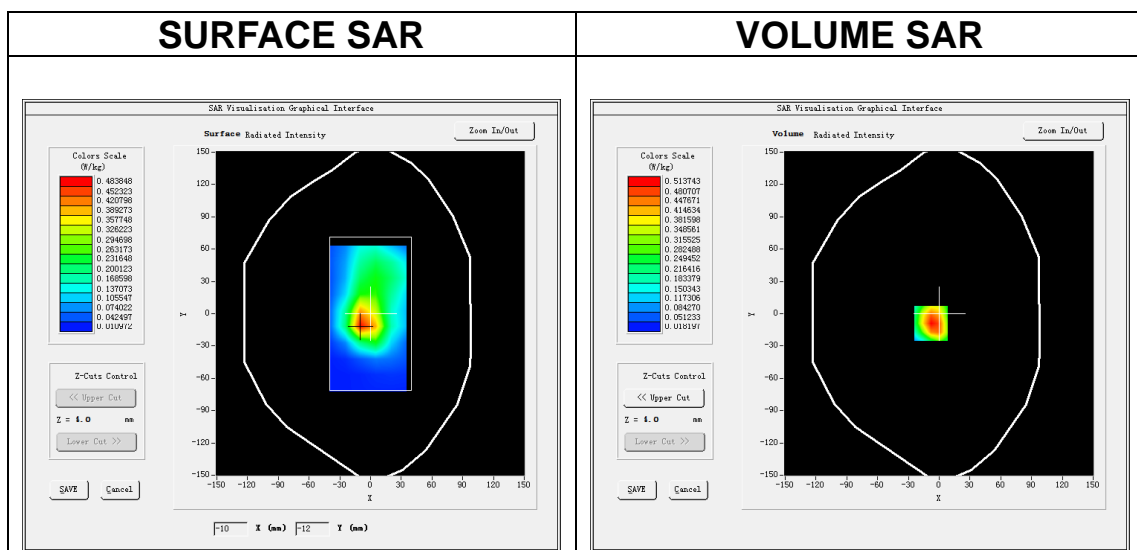 SURFACE SAR
VOLUME SAR
SAR Visualisation Graphical Interface
Surface Radiated Intensity
Zoom In/Out
Colors Scale
(W/kg)
0.483848
0.452323
0.420798
0.389273
0.357748
0.326223
0.294698
0.263173
0.231648
0.200123
0.168598
0.137073
0.105547
0.074022
0.042497
0.010972
150
120
90
60
30
0
-30
-60
-90
-120
-150
Y
-150 -120 -90 -60 -30 0 30 60 90 120 150
X
Z-Cuts Control
<< Upper Cut
Z = 4.0 mm
Lower Cut >>
SAVE Cancel
-10 X (mm) -12 Y (mm)
SAR Visualisation Graphical Interface
Volume Radiated Intensity
Zoom In/Out
Colors Scale
(W/kg)
0.513743
0.480707
0.447671
0.414634
0.381598
0.348561
0.315525
0.282488
0.249452
0.216416
0.183379
0.150343
0.117306
0.084270
0.051233
0.018197
150
120
90
60
30
0
-30
-60
-90
-120
-150
Y
-150 -120 -90 -60 -30 0 30 60 90 120 150
X
Z-Cuts Control
<< Upper Cut
Z = 4.0 mm
Lower Cut >>
SAVE Cancel